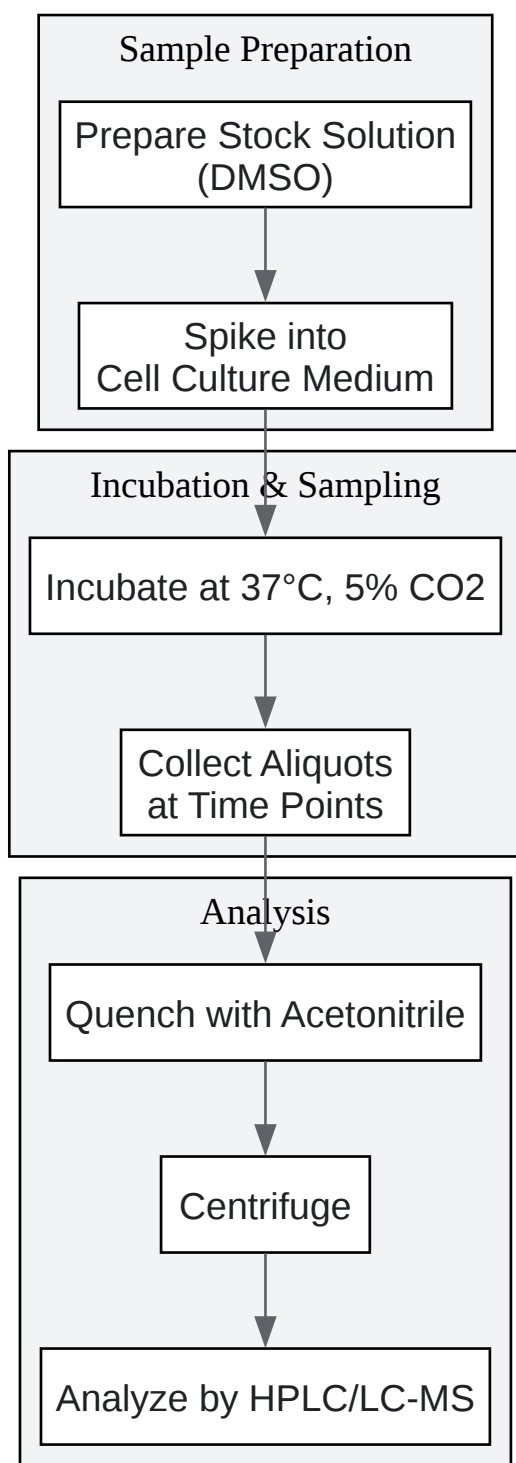 Sample Preparation
Prepare Stock Solution
(DMSO)
Spike into
Cell Culture Medium
Incubation & Sampling
Incubate at 37°C, 5% CO2
Collect Aliquots
at Time Points
Analysis
Quench with Acetonitrile
Centrifuge
Analyze by HPLC/LC-MS